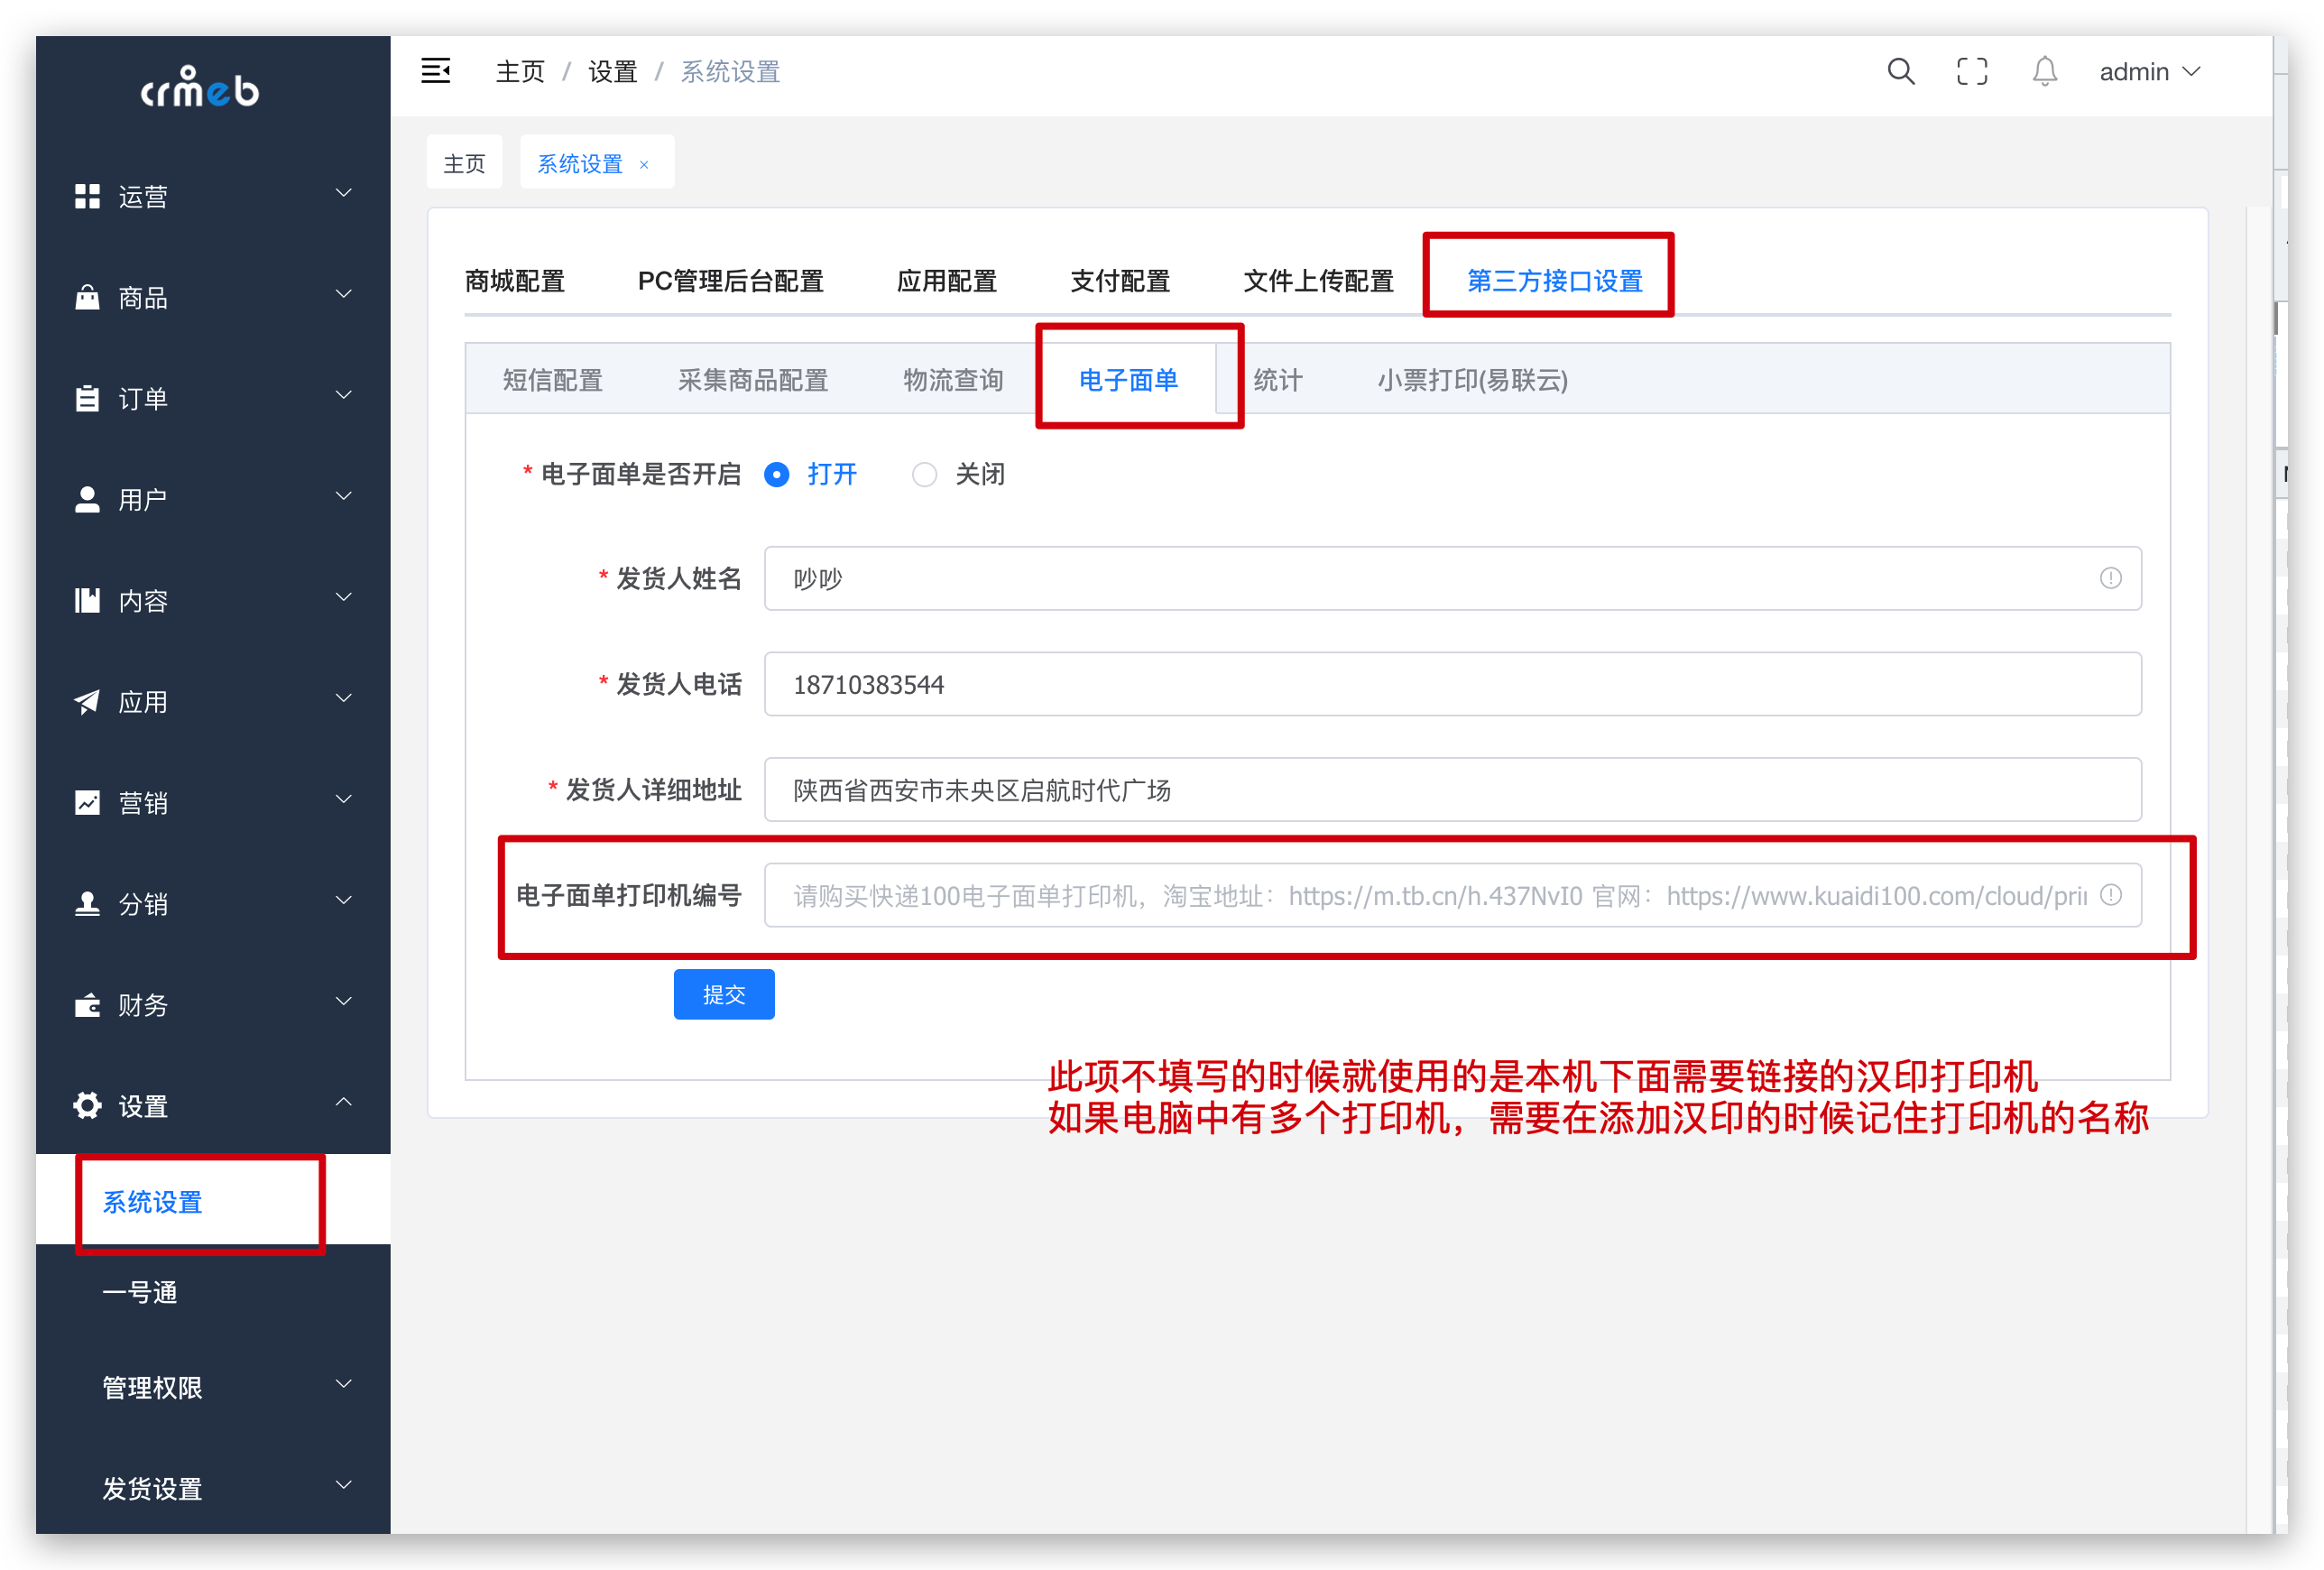 crmeb
主页 / 设置 / 系统设置
admin
主页
系统设置 ×
运营
商品
订单
用户
内容
应用
营销
分销
财务
设置
系统设置
一号通
管理权限
发货设置
商城配置 PC管理后台配置 应用配置 支付配置 文件上传配置 第三方接口设置
短信配置 采集商品配置 物流查询 电子面单 统计 小票打印(易联云)
* 电子面单是否开启 打开 关闭
* 发货人姓名 吵吵
* 发货人电话 18710383544
* 发货人详细地址 陕西省西安市未央区启航时代广场
电子面单打印机编号 请购买快递100电子面单打印机，淘宝地址：https://m.tb.cn/h.437NvI0 官网：https://www.kuaidi100.com/cloud/prii
提交
此项不填写的时候就使用的是本机下面需要链接的汉印打印机
如果电脑中有多个打印机，需要在添加汉印的时候记住打印机的名称